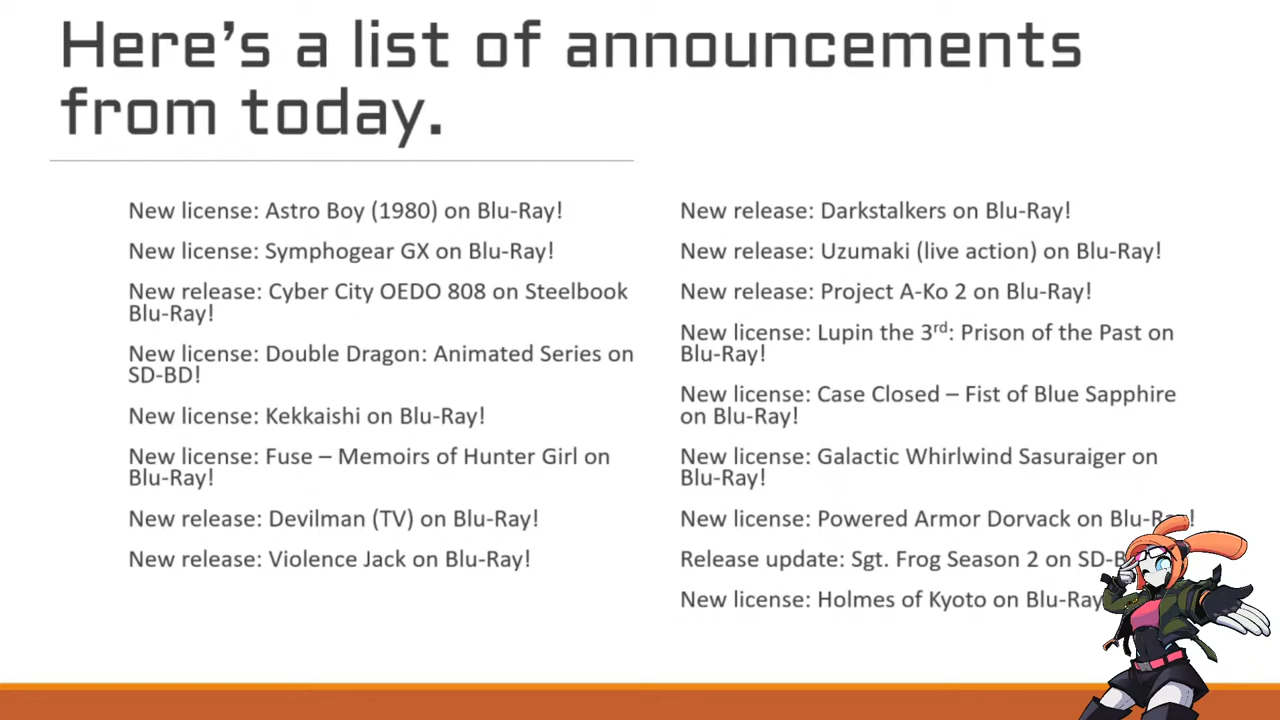 Here's a list of announcements
from today.
New license: Astro Boy (1980) on Blu-Ray!
New license: Symphogear GX on Blu-Ray!
New release: Cyber City OEDO 808 on Steelbook
Blu-Ray!
New license: Double Dragon: Animated Series on
SD-BD!
New license: Kekkaishi on Blu-Ray!
New license: Fuse – Memoirs of Hunter Girl on
Blu-Ray!
New release: Devilman (TV) on Blu-Ray!
New release: Violence Jack on Blu-Ray!
New release: Darkstalkers on Blu-Ray!
New release: Uzumaki (live action) on Blu-Ray!
New release: Project A-Ko 2 on Blu-Ray!
New license: Lupin the 3rd: Prison of the Past on
Blu-Ray!
New license: Case Closed – Fist of Blue Sapphire
on Blu-Ray!
New license: Galactic Whirlwind Sasuraiger on
Blu-Ray!
New license: Powered Armor Dorvack on Blu-Ray!
Release update: Sgt. Frog Season 2 on
New license: Holmes of Kyoto on Blu-Ray